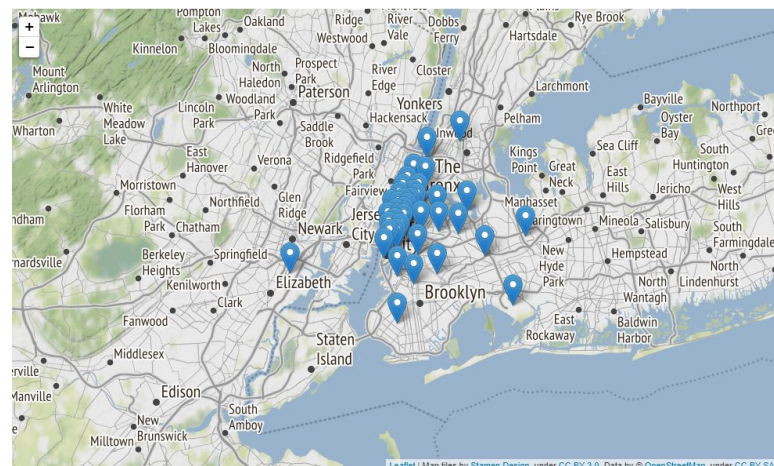 Pompton
Lakes
Oakland
Ridge
Westwood
River
Vale
Dobbs
Ferry
Rye Brook
Hartsdale
+
−
Kinnelon
Bloomingdale
Mount
Arlington
North
Haledon
Prospect
Park
River
Edge
Closter
Paterson
Woodland
Park
Lincoln
Park
White
Meadow
Lake
Wharton
Yonkers
Hackensack
Larchmont
Pelham
Bayville
Northport
Oyster
Bay
Saddle
Brook
Inwood
East
Hanover
Verona
Ridgefield
Park
Fairview
The
Bronx
Kings
Point
Great
Neck
Sea Cliff
South
Huntington
East
Hills
Jericho
West
Hills
Morristown
Florham
Park
Northfield
Chatham
Glen
Ridge
Newark
Jersey
City
Manhasset
Mineola
Salisbury
South
Farmingdale
Berkeley
Heights
Springfield
Kenilworth
Elizabeth
Clark
Fanwood
New
Hyde
Park
Hempstead
North
Wantagh
North
Lindenhurst
Brooklyn
East
Rockaway
Baldwin
Harbor
Staten
Island
Middlesex
Edison
South
Amboy
New
Brunswick
Milltown
Leaflet | Map tiles by Stamen Design, under CC BY 3.0. Data by © OpenStreetMap, under CC BY SA